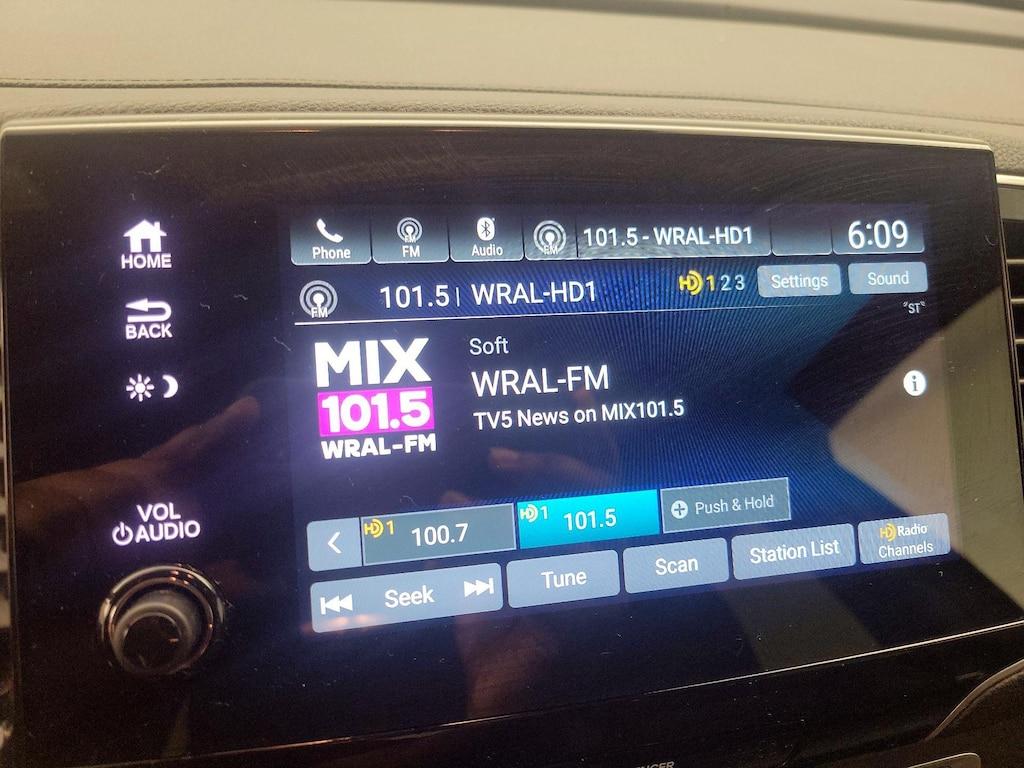 HOME
BACK
VOL
AUDIO
Phone
FM
FM
Audio
FM
101.5 - WRAL-HD1
6:09
FM
101.5| WRAL-HD1
HD 1 2 3
Settings
Sound
"ST"
MIX
101.5
WRAL-FM
Soft
WRAL-FM
TV5 News on MIX101.5
i
HD 1
100.7
HD 1
101.5
Push & Hold
Seek
Tune
Scan
Station List
HD Radio
Channels